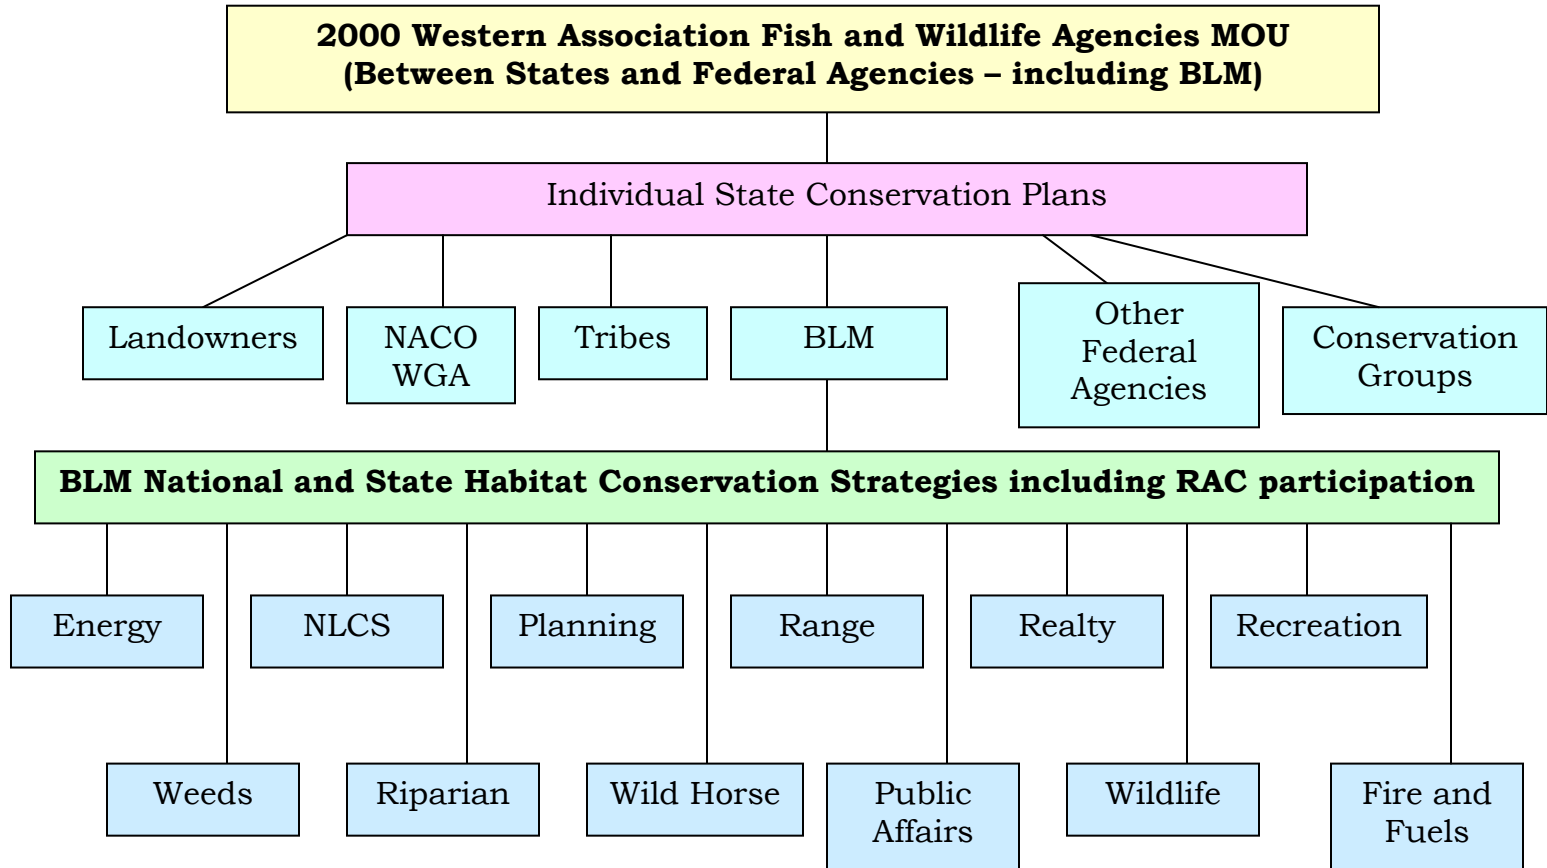 2000 Western Association Fish and Wildlife Agencies MOU
(Between States and Federal Agencies – including BLM)
Individual State Conservation Plans
Landowners
NACO
WGA
Tribes
BLM
Other
Federal
Agencies
Conservation
Groups
BLM National and State Habitat Conservation Strategies including RAC participation
Energy
NLCS
Planning
Range
Realty
Recreation
Weeds
Riparian
Wild Horse
Public
Affairs
Wildlife
Fire and
Fuels